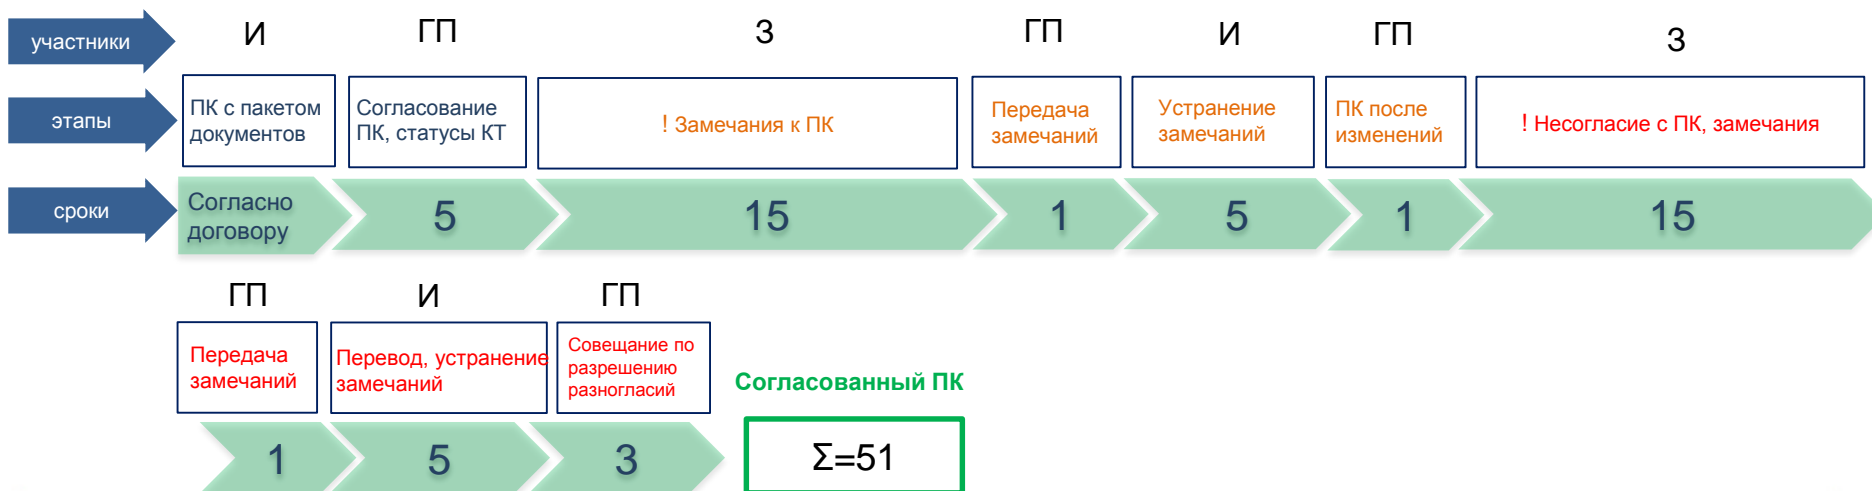 участники
И
ГП
З
ГП
И
ГП
З
этапы
ПК с пакетом
документов
Согласование
ПК, статусы КТ
! Замечания к ПК
Передача
замечаний
Устранение
замечаний
ПК после
изменений
! Несогласие с ПК, замечания
сроки
Согласно
договору
5
15
1
5
1
15
ГП
И
ГП
Передача
замечаний
Перевод, устранение
замечаний
Совещание по
разрешению
разногласий
Согласованный ПК
1
5
3
Σ=51